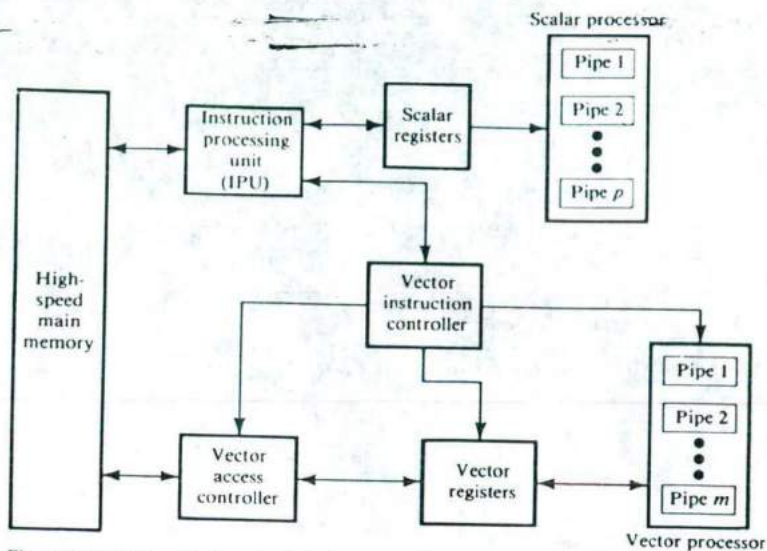 Scalar processor
Pipe 1
Pipe 2
Pipe p
Instruction
processing
unit
(IPU)
Scalar
registers
High-
speed
main
memory
Vector
instruction
controller
Pipe 1
Pipe 2
Pipe m
Vector
access
controller
Vector
registers
Vector processor